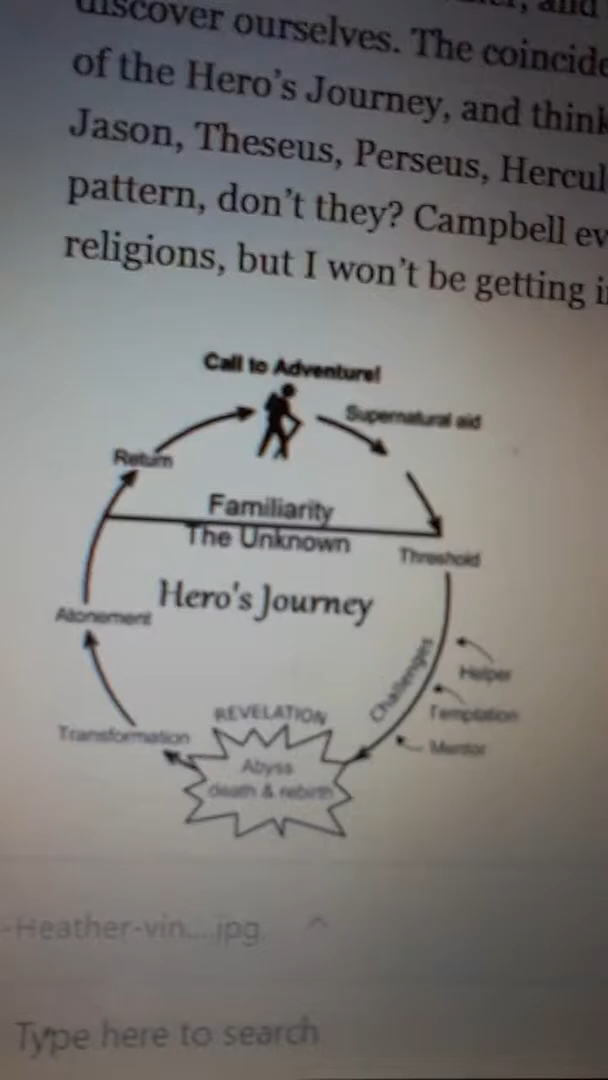 discover ourselves. The coincide
of the Hero's Journey, and think
Jason, Theseus, Perseus, Hercul
pattern, don't they? Campbell ev
religions, but I won't be getting i
Call to Adventure!
Supernatural aid
Return
Familiarity
The Unknown
Threshold
Hero's Journey
Atonement
Challenges
Helper
Temptation
Mentor
REVELATION
Transformation
Abyss
death & rebirth
-Heather-vin....jpg
Type here to search